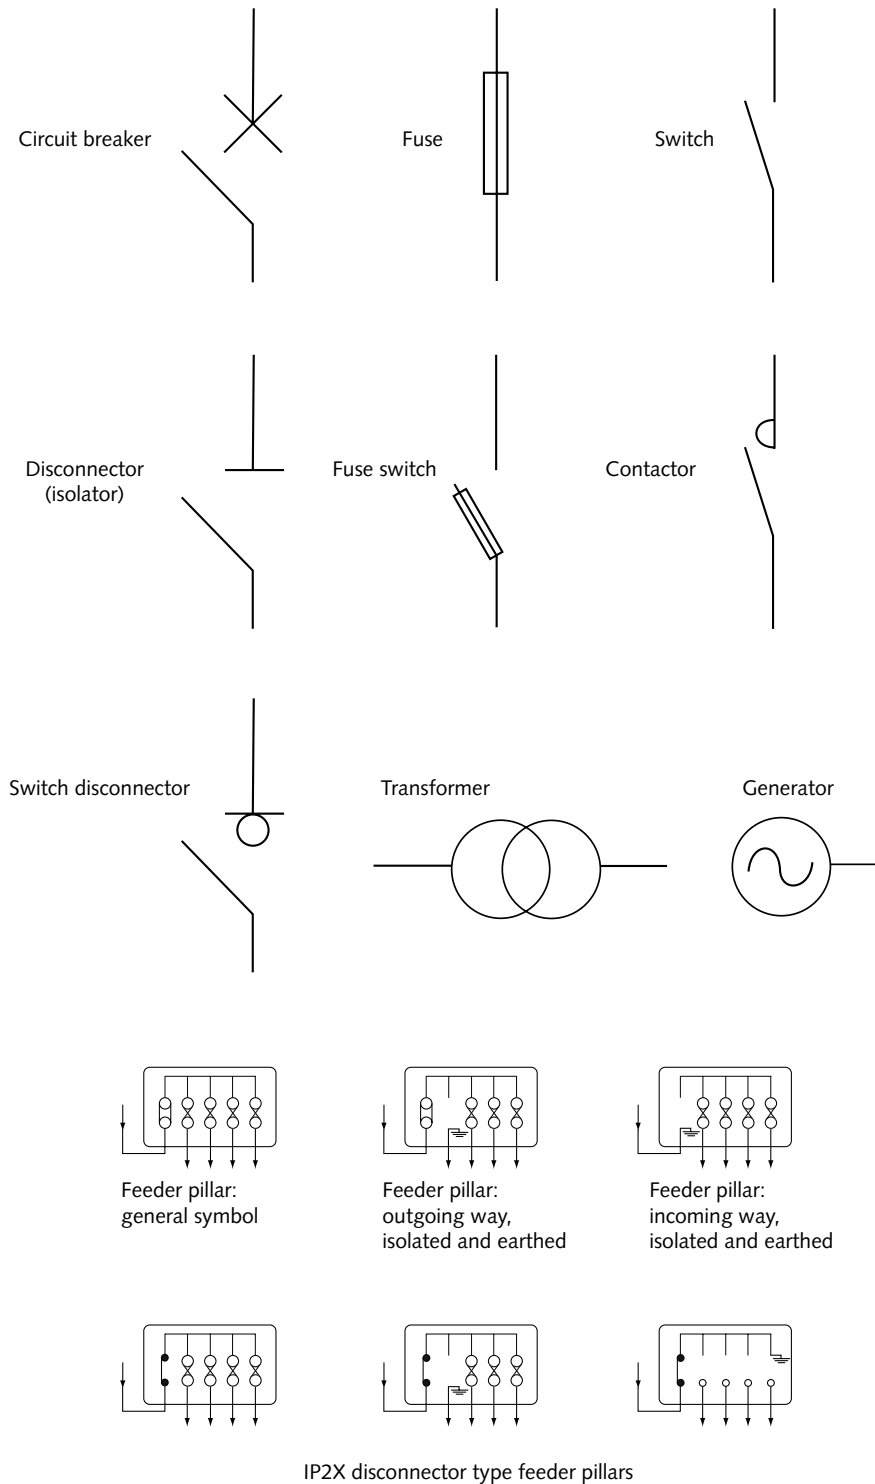 Circuit breaker
Fuse
Switch
Disconnector
(isolator)
Fuse switch
Contactor
Switch disconnector
Transformer
Generator
Feeder pillar:
general symbol
Feeder pillar:
outgoing way,
isolated and earthed
Feeder pillar:
incoming way,
isolated and earthed
IP2X disconnector type feeder pillars